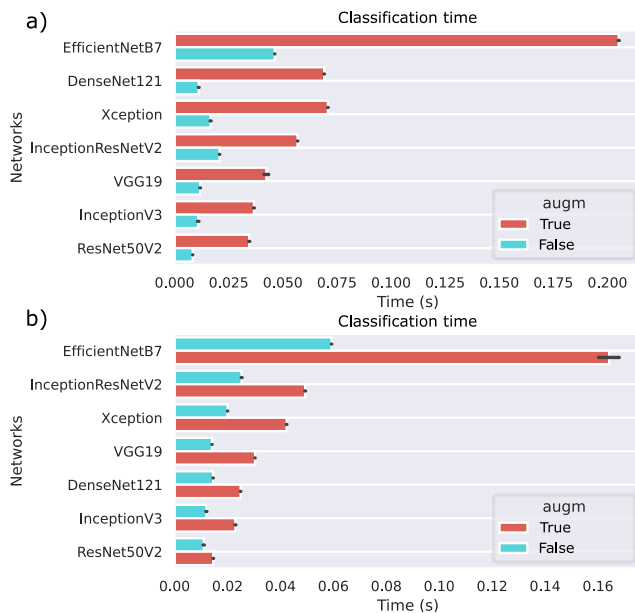 a)
Classification time
EfficientNetB7
DenseNet121
Xception
InceptionResNetV2
VGG19
InceptionV3
ResNet50V2
Networks
augm
True
False
0.000 0.025 0.050 0.075 0.100 0.125 0.150 0.175 0.200
Time (s)
b)
Classification time
EfficientNetB7
InceptionResNetV2
Xception
VGG19
DenseNet121
InceptionV3
ResNet50V2
Networks
augm
True
False
0.00 0.02 0.04 0.06 0.08 0.10 0.12 0.14 0.16
Time (s)